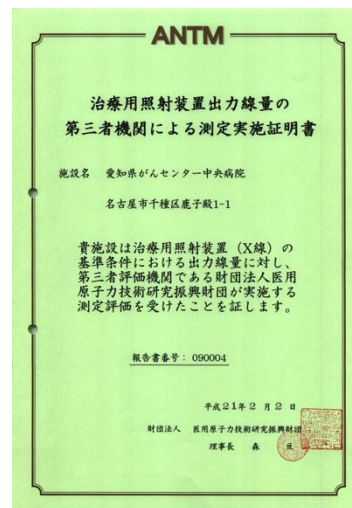 ANTM
治療用照射装置出力線量の
第三者機関による測定実施証明書
施設名 愛知県がんセンター中央病院
名古屋市千種区鹿子殿1-1
貴施設は治療用照射装置（X線）の
基準条件における出力線量に対し、
第三者評価機関である財団法人医用
原子力技術研究振興財団が実施する
測定評価を受けたことを証します。
報告書番号：090004
平成21年2月2日
財団法人 医用原子力技術研究振興財団
理事長 森 亘